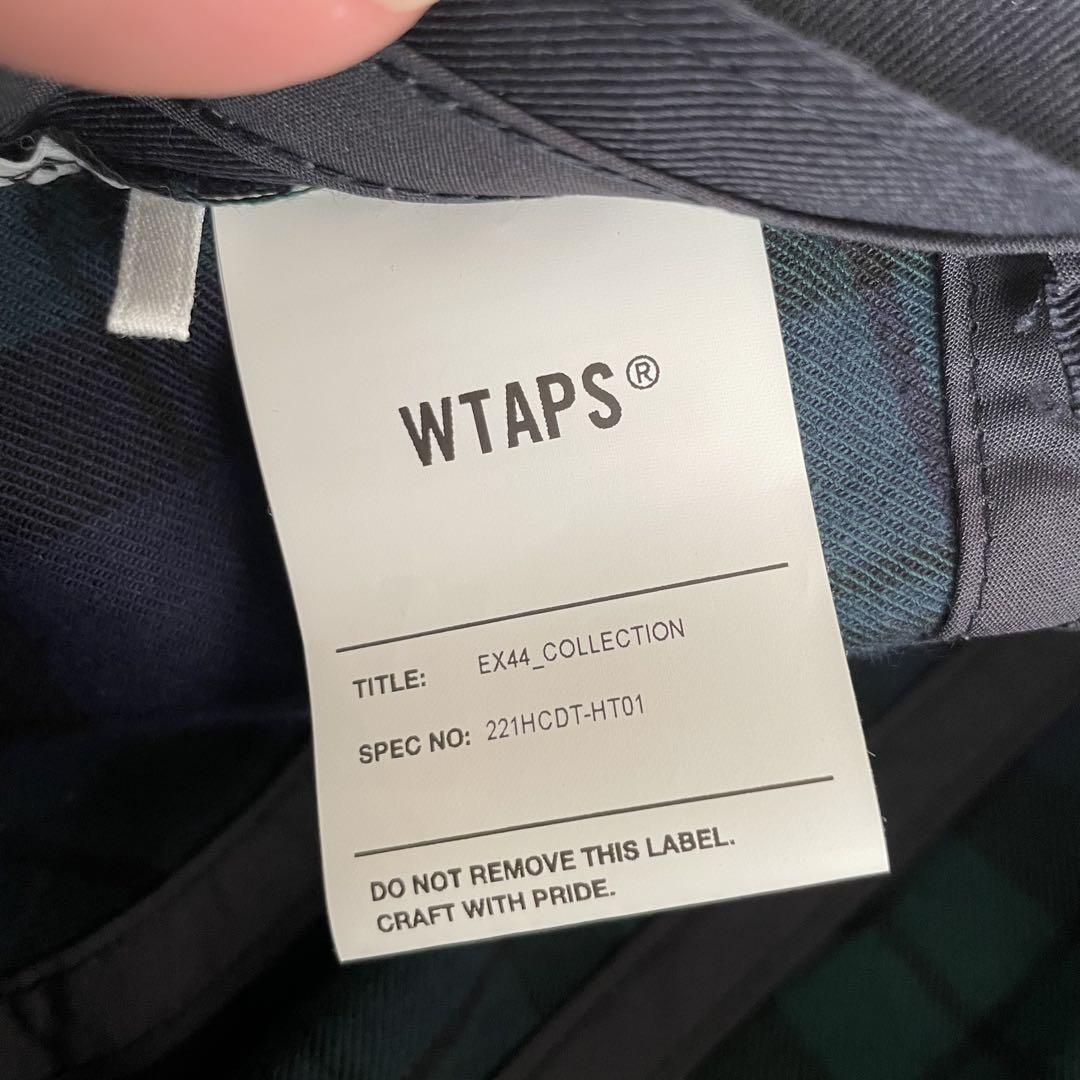 WTAPS®
TITLE: EX44_COLLECTION
SPEC NO: 221HCDT-HT01
DO NOT REMOVE THIS LABEL.
CRAFT WITH PRIDE.